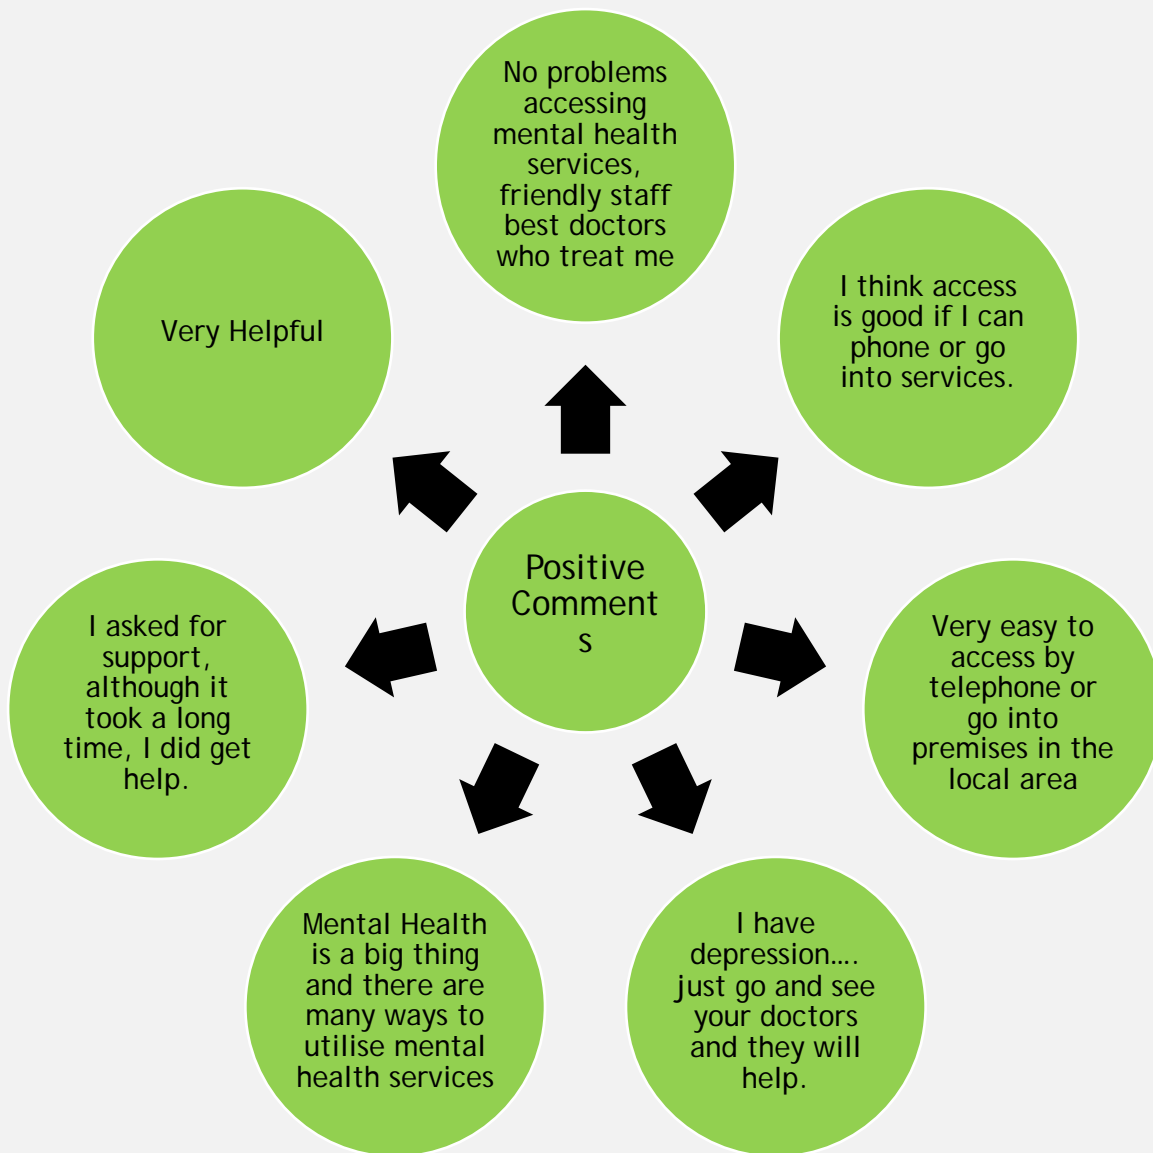 No problems
accessing
mental health
services,
friendly staff
best doctors
who treat me
I think access
is good if I can
phone or go
into services.
Very easy to
access by
telephone or
go into
premises in the
local area
I have
depression....
just go and see
your doctors
and they will
help.
Mental Health
is a big thing
and there are
many ways to
utilise mental
health services
I asked for
support,
although it
took a long
time, I did get
help.
Very Helpful
Positive
Comment
s